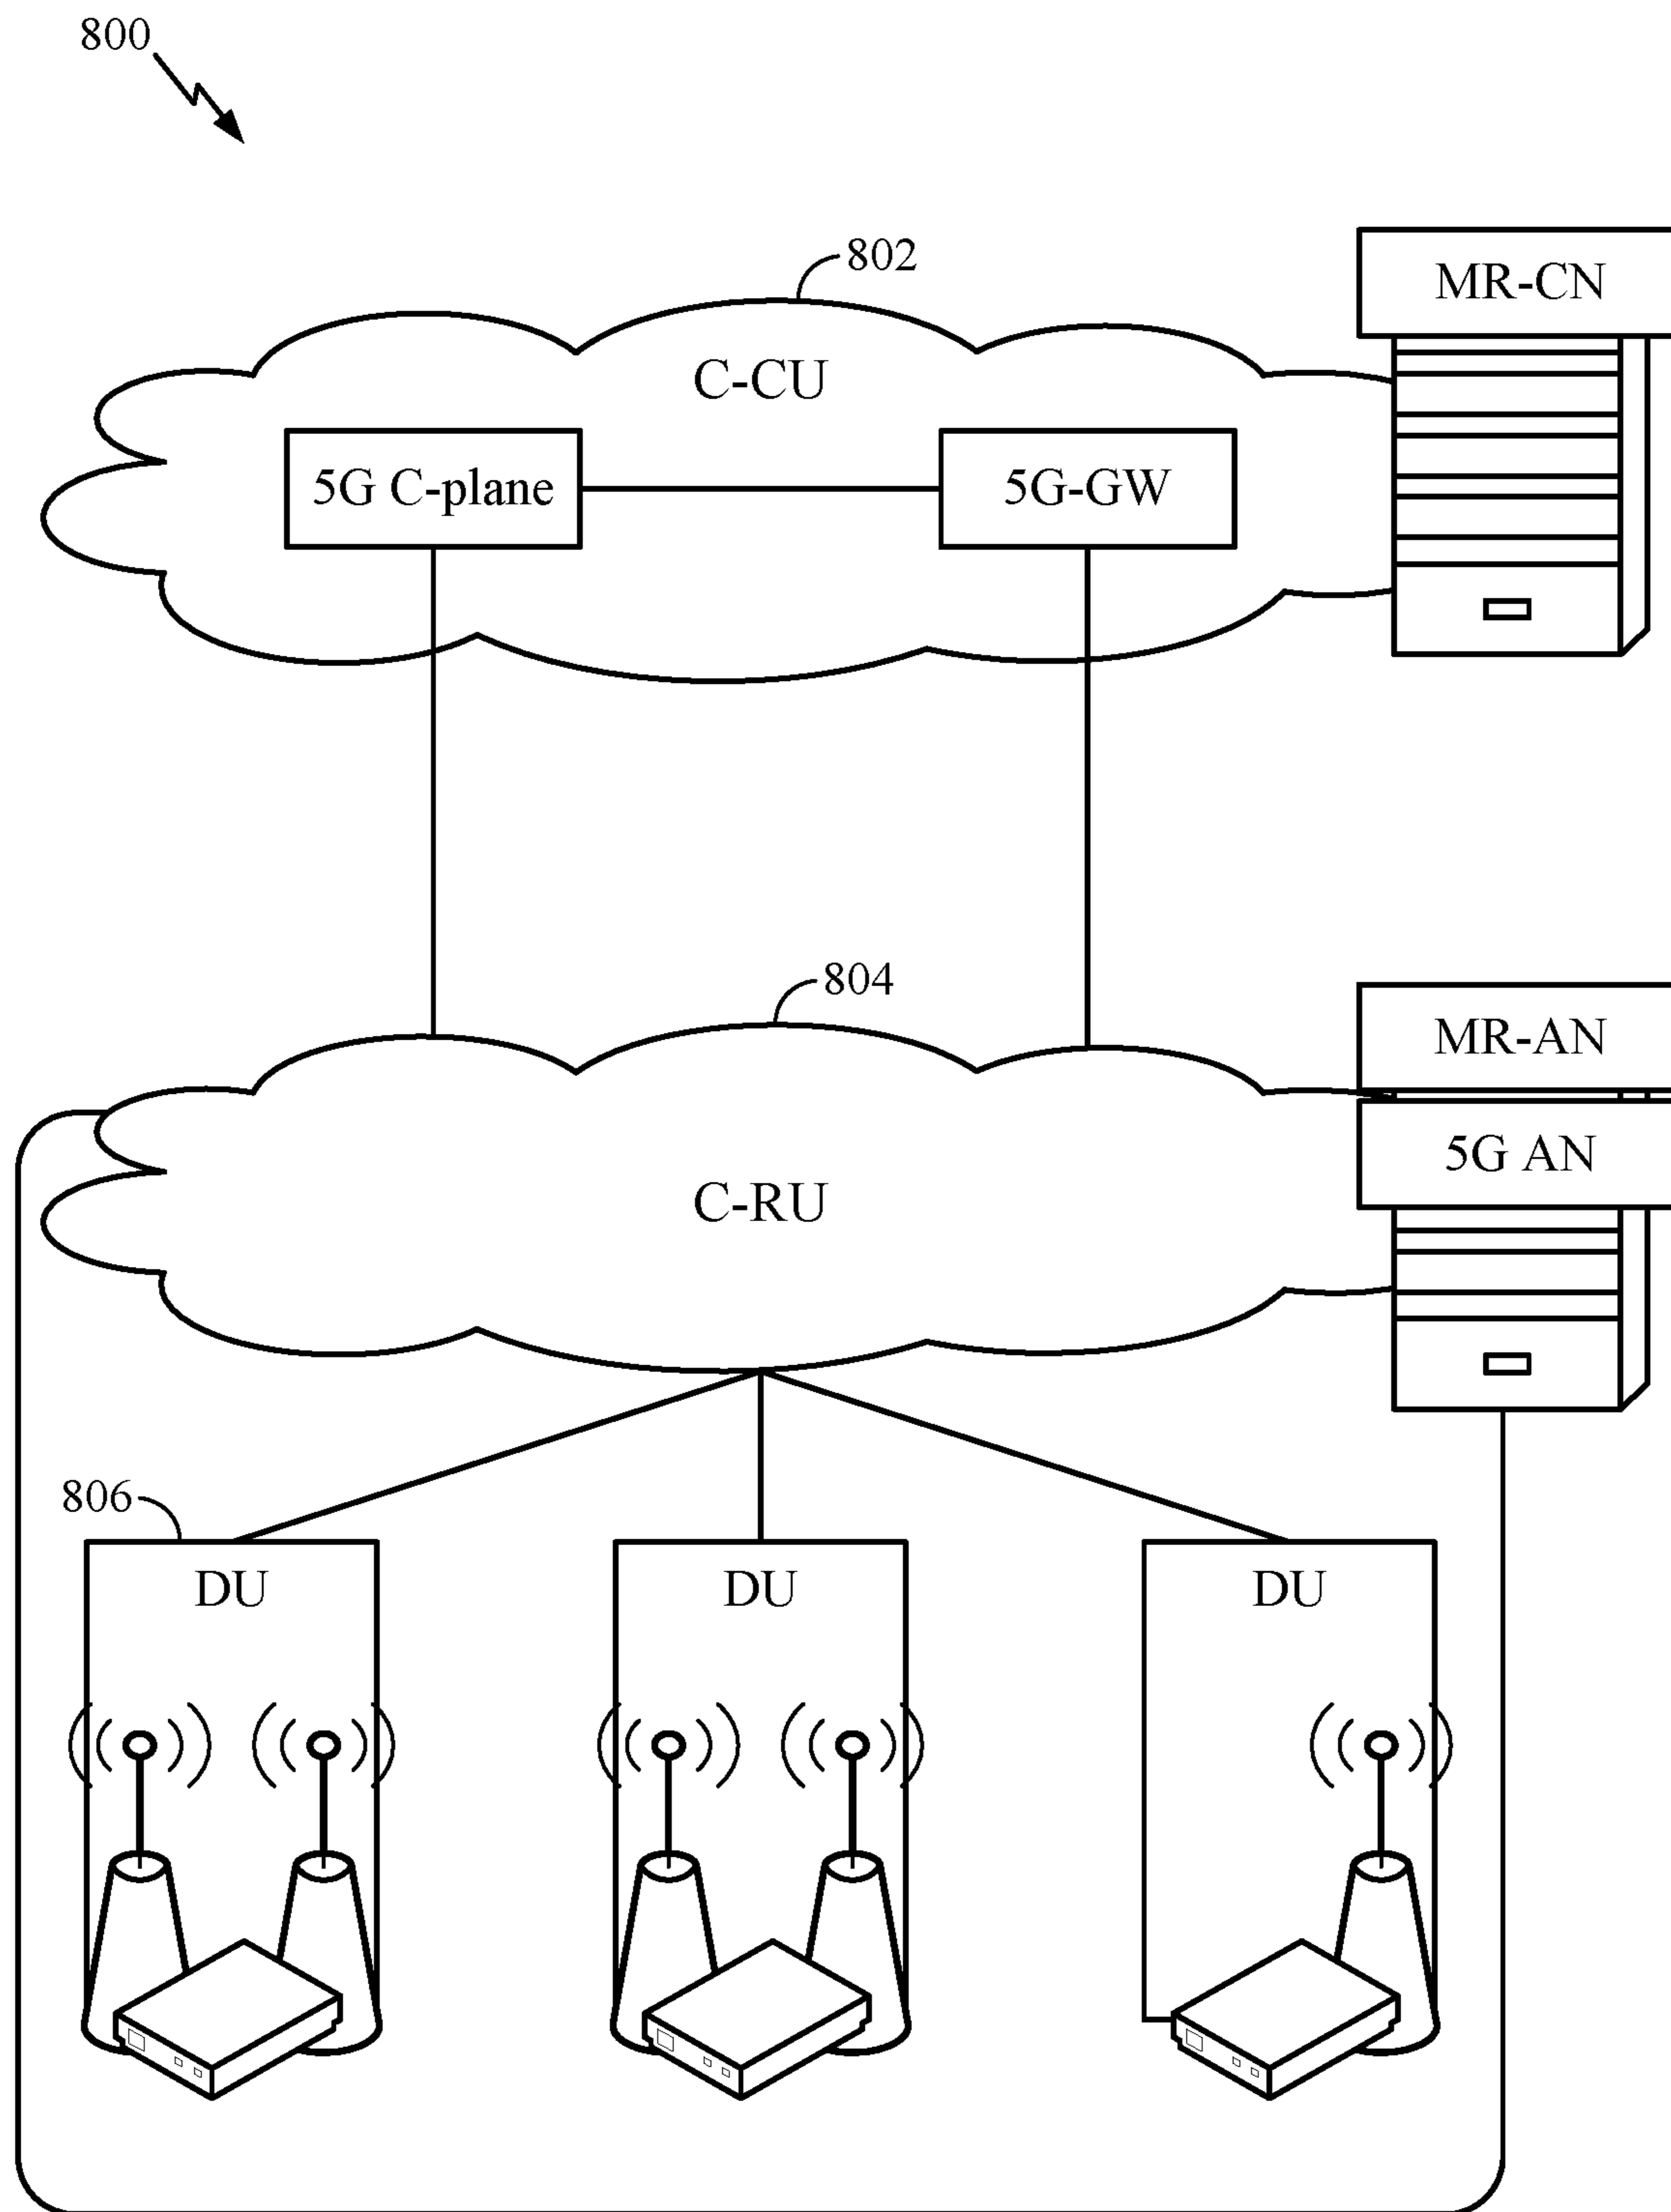 800
802
MR-CN
C-CU
5G C-plane
5G-GW
804
MR-AN
5G AN
C-RU
806
DU
DU
DU